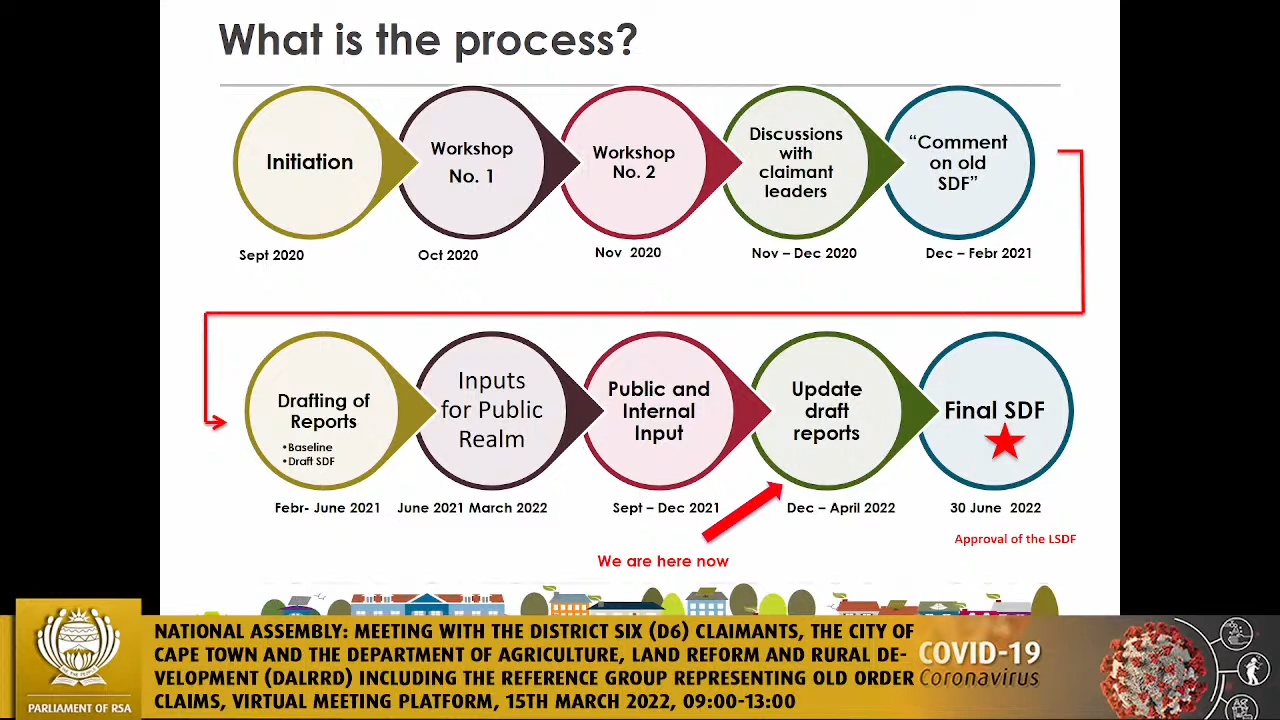 What is the process?
Initiation
Workshop
No. 1
Workshop
No. 2
Discussions
with
claimant
leaders
“Comment
on old
SDF”
Sept 2020
Oct 2020
Nov 2020
Nov – Dec 2020
Dec – Febr 2021
Drafting of
Reports
•Baseline
•Draft SDF
Inputs
for Public
Realm
Public and
Internal
Input
Update
draft
reports
Final SDF
Febr- June 2021
June 2021 March 2022
Sept – Dec 2021
Dec – April 2022
30 June 2022
Approval of the LSDF
We are here now
NATIONAL ASSEMBLY: MEETING WITH THE DISTRICT SIX (D6) CLAIMANTS, THE CITY OF
CAPE TOWN AND THE DEPARTMENT OF AGRICULTURE, LAND REFORM AND RURAL DE-
VELOPMENT (DALRRD) INCLUDING THE REFERENCE GROUP REPRESENTING OLD ORDER
CLAIMS, VIRTUAL MEETING PLATFORM, 15TH MARCH 2022, 09:00-13:00
PARLIAMENT OF RSA
COVID-19
Coronavirus